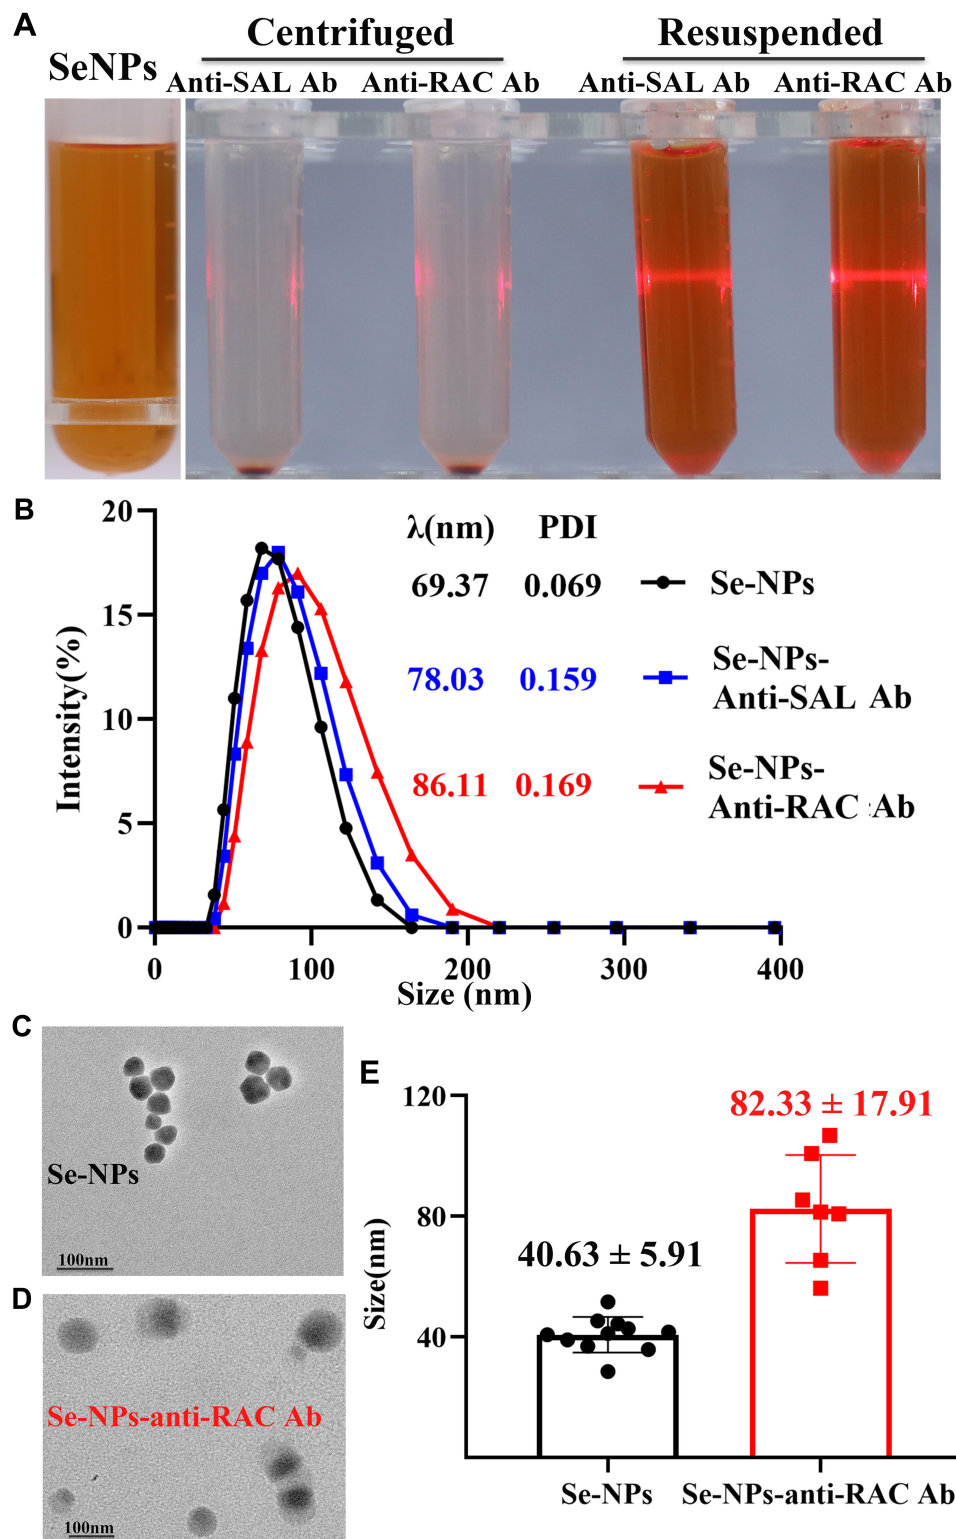 A
Centrifuged
Resuspended
SeNPs
Anti-SAL Ab
Anti-RAC Ab
Anti-SAL Ab
Anti-RAC Ab
B
20
15
10
5
0
Intensity(%)
0
100
200
300
400
Size (nm)
λ(nm)
PDI
69.37
0.069
Se-NPs
78.03
0.159
Se-NPs-
Anti-SAL Ab
86.11
0.169
Se-NPs-
Anti-RAC Ab
C
Se-NPs
100nm
D
Se-NPs-anti-RAC Ab
100nm
E
120
80
40
Size(nm)
40.63 ± 5.91
82.33 ± 17.91
Se-NPs
Se-NPs-anti-RAC Ab